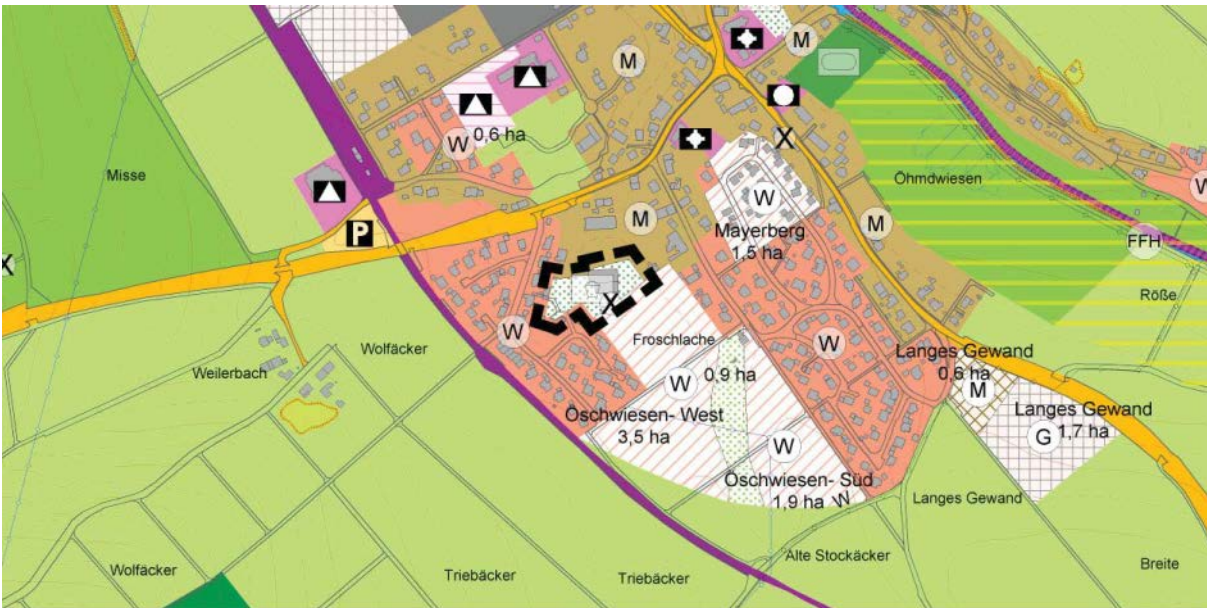 M
M
0,6 ha
W
X
Misse
Öhmdwiesen
W
W
M
Mayerberg
1,5 ha
M
P
FFH
X
Röße
X
W
Wolfäcker
Froschlache
W
Langes Gewand
0,6 ha
Weilerbach
0,9 ha
W
M
Öschwiesen- West
3,5 ha
Langes Gewand
1,7 ha
G
W
Öschwiesen- Süd
1,9 ha
W
Langes Gewand
Alte Stockäcker
Breite
Wolfäcker
Triebäcker
Triebäcker